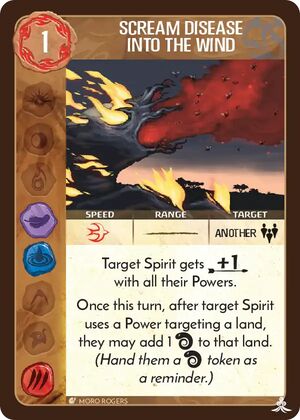 1
SCREAM DISEASE
INTO THE WIND
SPEED RANGE TARGET
ANOTHER
Target Spirit gets +1
with all their Powers.
Once this turn, after target Spirit
uses a Power targeting a land,
they may add 1 to that land.
(Hand them a token as
a reminder.)
MORO ROGERS